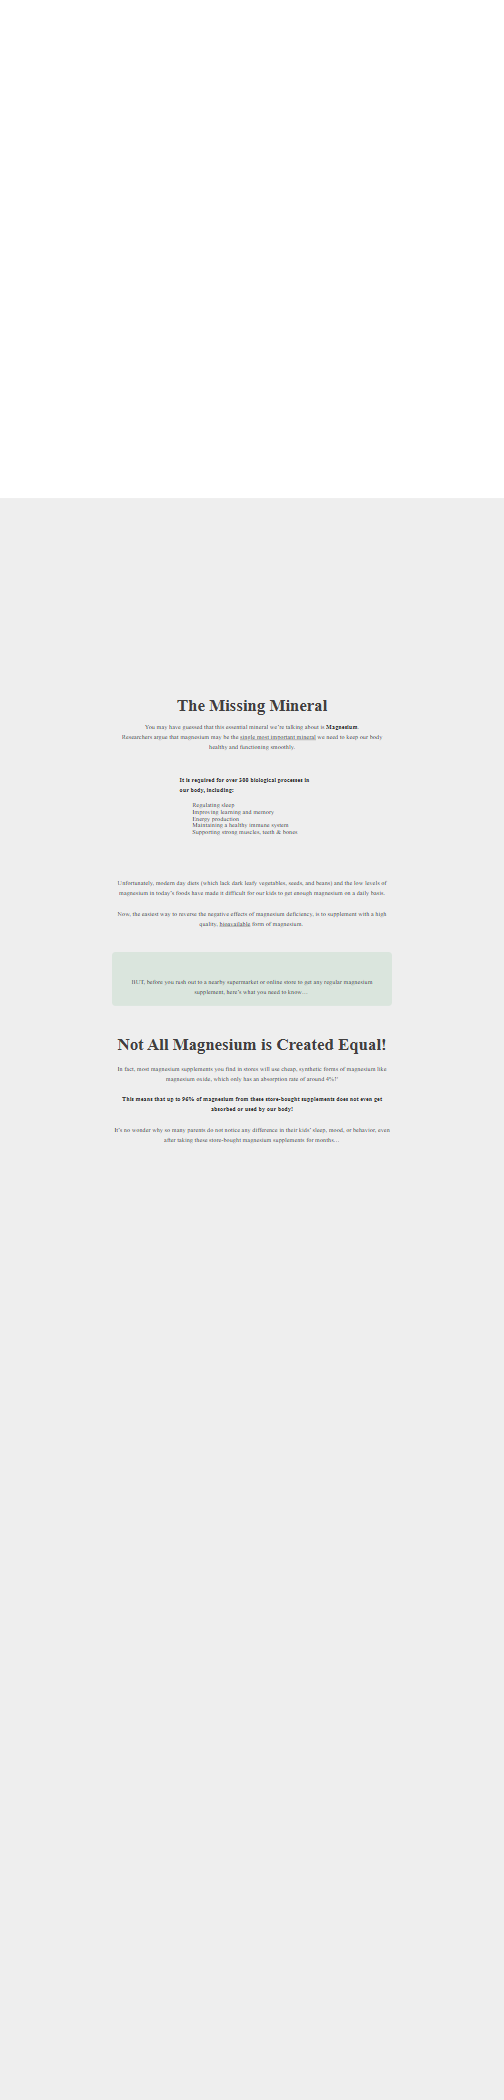 The Missing Mineral
You may have guessed that this essential mineral we're talking about is Magnesium.
Researchers argue that magnesium may be the single most important mineral we need to keep our body
healthy and functioning smoothly.
It is required for over 300 biological processes in
our body, including:
Regulating sleep
Improving learning and memory
Energy production
Maintaining a healthy immune system
Supporting strong muscles, teeth & bones
Unfortunately, modern day diets (which lack dark leafy vegetables, seeds, and beans) and the low levels of
magnesium in today's foods have made it difficult for our kids to get enough magnesium on a daily basis.
Now, the easiest way to reverse the negative effects of magnesium deficiency, is to supplement with a high
quality, bioavailable form of magnesium.
BUT, before you rush out to a nearby supermarket or online store to get any regular magnesium
supplement, here's what you need to know…
Not All Magnesium is Created Equal!
In fact, most magnesium supplements you find in stores will use cheap, synthetic forms of magnesium like
magnesium oxide, which only has an absorption rate of around 4%!
This means that up to 96% of magnesium from these store-bought supplements does not even get
absorbed or used by our body!
It's no wonder why so many parents do not notice any difference in their kids' sleep, mood, or behavior, even
after taking these store-bought magnesium supplements for months…